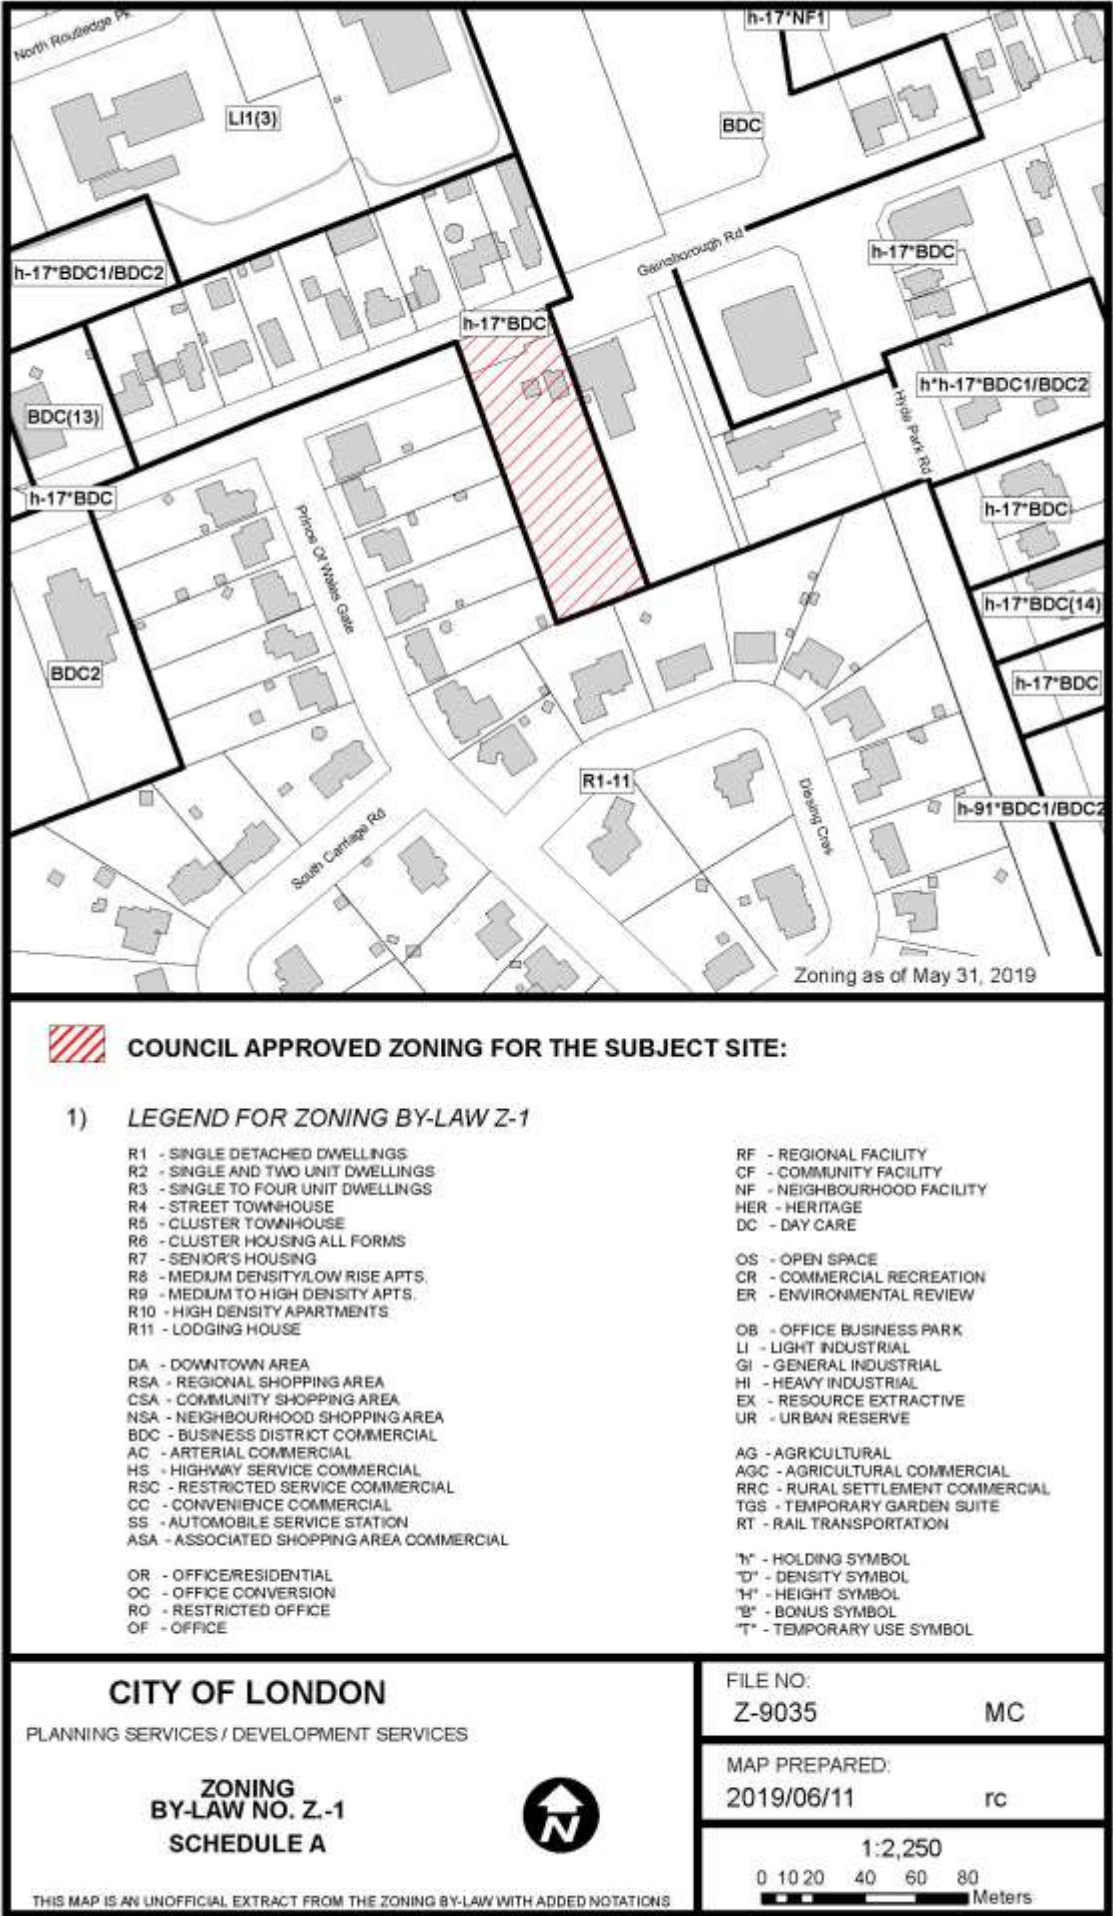 h-17*NF1
North Routledge Pk
LI1(3)
BDC
Gainsborough Rd
h-17*BDC
h-17*BDC1/BDC2
h-17*BDC
h*h-17*BDC1/BDC2
BDC(13)
Hyde Park Rd
h-17*BDC
h-17*BDC
Prince Of Wales Gate
h-17*BDC(14)
BDC2
h-17*BDC
R1-11
Diesing Cres
h-91*BDC1/BDC2
South Carriage Rd
Zoning as of May 31, 2019
COUNCIL APPROVED ZONING FOR THE SUBJECT SITE:
1) LEGEND FOR ZONING BY-LAW Z-1
R1 - SINGLE DETACHED DWELLINGS
R2 - SINGLE AND TWO UNIT DWELLINGS
R3 - SINGLE TO FOUR UNIT DWELLINGS
R4 - STREET TOWNHOUSE
R5 - CLUSTER TOWNHOUSE
R6 - CLUSTER HOUSING ALL FORMS
R7 - SENIOR'S HOUSING
R8 - MEDIUM DENSITY/LOW RISE APTS.
R9 - MEDIUM TO HIGH DENSITY APTS.
R10 - HIGH DENSITY APARTMENTS
R11 - LODGING HOUSE
DA - DOWNTOWN AREA
RSA - REGIONAL SHOPPING AREA
CSA - COMMUNITY SHOPPING AREA
NSA - NEIGHBOURHOOD SHOPPING AREA
BDC - BUSINESS DISTRICT COMMERCIAL
AC - ARTERIAL COMMERCIAL
HS - HIGHWAY SERVICE COMMERCIAL
RSC - RESTRICTED SERVICE COMMERCIAL
CC - CONVENIENCE COMMERCIAL
SS - AUTOMOBILE SERVICE STATION
ASA - ASSOCIATED SHOPPING AREA COMMERCIAL
OR - OFFICE/RESIDENTIAL
OC - OFFICE CONVERSION
RO - RESTRICTED OFFICE
OF - OFFICE
RF - REGIONAL FACILITY
CF - COMMUNITY FACILITY
NF - NEIGHBOURHOOD FACILITY
HER - HERITAGE
DC - DAY CARE
OS - OPEN SPACE
CR - COMMERCIAL RECREATION
ER - ENVIRONMENTAL REVIEW
OB - OFFICE BUSINESS PARK
LI - LIGHT INDUSTRIAL
GI - GENERAL INDUSTRIAL
HI - HEAVY INDUSTRIAL
EX - RESOURCE EXTRACTIVE
UR - URBAN RESERVE
AG - AGRICULTURAL
AGC - AGRICULTURAL COMMERCIAL
RRC - RURAL SETTLEMENT COMMERCIAL
TGS - TEMPORARY GARDEN SUITE
RT - RAIL TRANSPORTATION
"h" - HOLDING SYMBOL
"D" - DENSITY SYMBOL
"H" - HEIGHT SYMBOL
"B" - BONUS SYMBOL
"T" - TEMPORARY USE SYMBOL
CITY OF LONDON
PLANNING SERVICES / DEVELOPMENT SERVICES
ZONING
BY-LAW NO. Z.-1
SCHEDULE A
N
THIS MAP IS AN UNOFFICIAL EXTRACT FROM THE ZONING BY-LAW WITH ADDED NOTATIONS
FILE NO:
Z-9035 MC
MAP PREPARED:
2019/06/11 rc
1:2,250
0 10 20 40 60 80
Meters